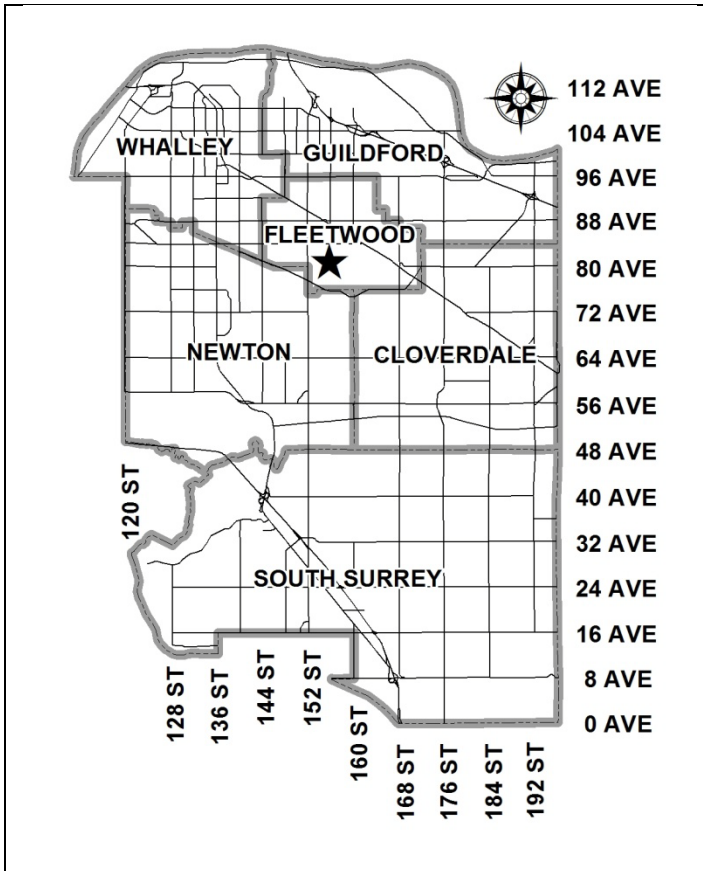 112 AVE
104 AVE
WHALLEY
GUILDFORD
96 AVE
88 AVE
FLEETWOOD
80 AVE
72 AVE
NEWTON
CLOVERDALE
64 AVE
56 AVE
48 AVE
120 ST
40 AVE
32 AVE
SOUTH SURREY
24 AVE
16 AVE
8 AVE
0 AVE
128 ST
136 ST
144 ST
152 ST
160 ST
168 ST
176 ST
184 ST
192 ST